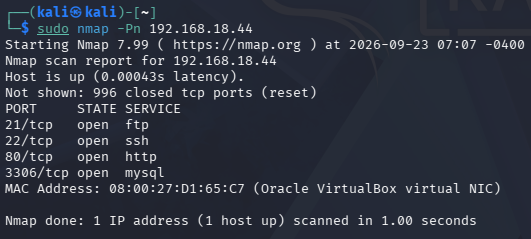 ┌──(kali㉿kali)-[~]
└─$ sudo nmap -Pn 192.168.18.44
Starting Nmap 7.99 ( https://nmap.org ) at 2026-09-23 07:07 -0400
Nmap scan report for 192.168.18.44
Host is up (0.00043s latency).
Not shown: 996 closed tcp ports (reset)
PORT     STATE SERVICE
21/tcp   open  ftp
22/tcp   open  ssh
80/tcp   open  http
3306/tcp open  mysql
MAC Address: 08:00:27:D1:65:C7 (Oracle VirtualBox virtual NIC)

Nmap done: 1 IP address (1 host up) scanned in 1.00 seconds